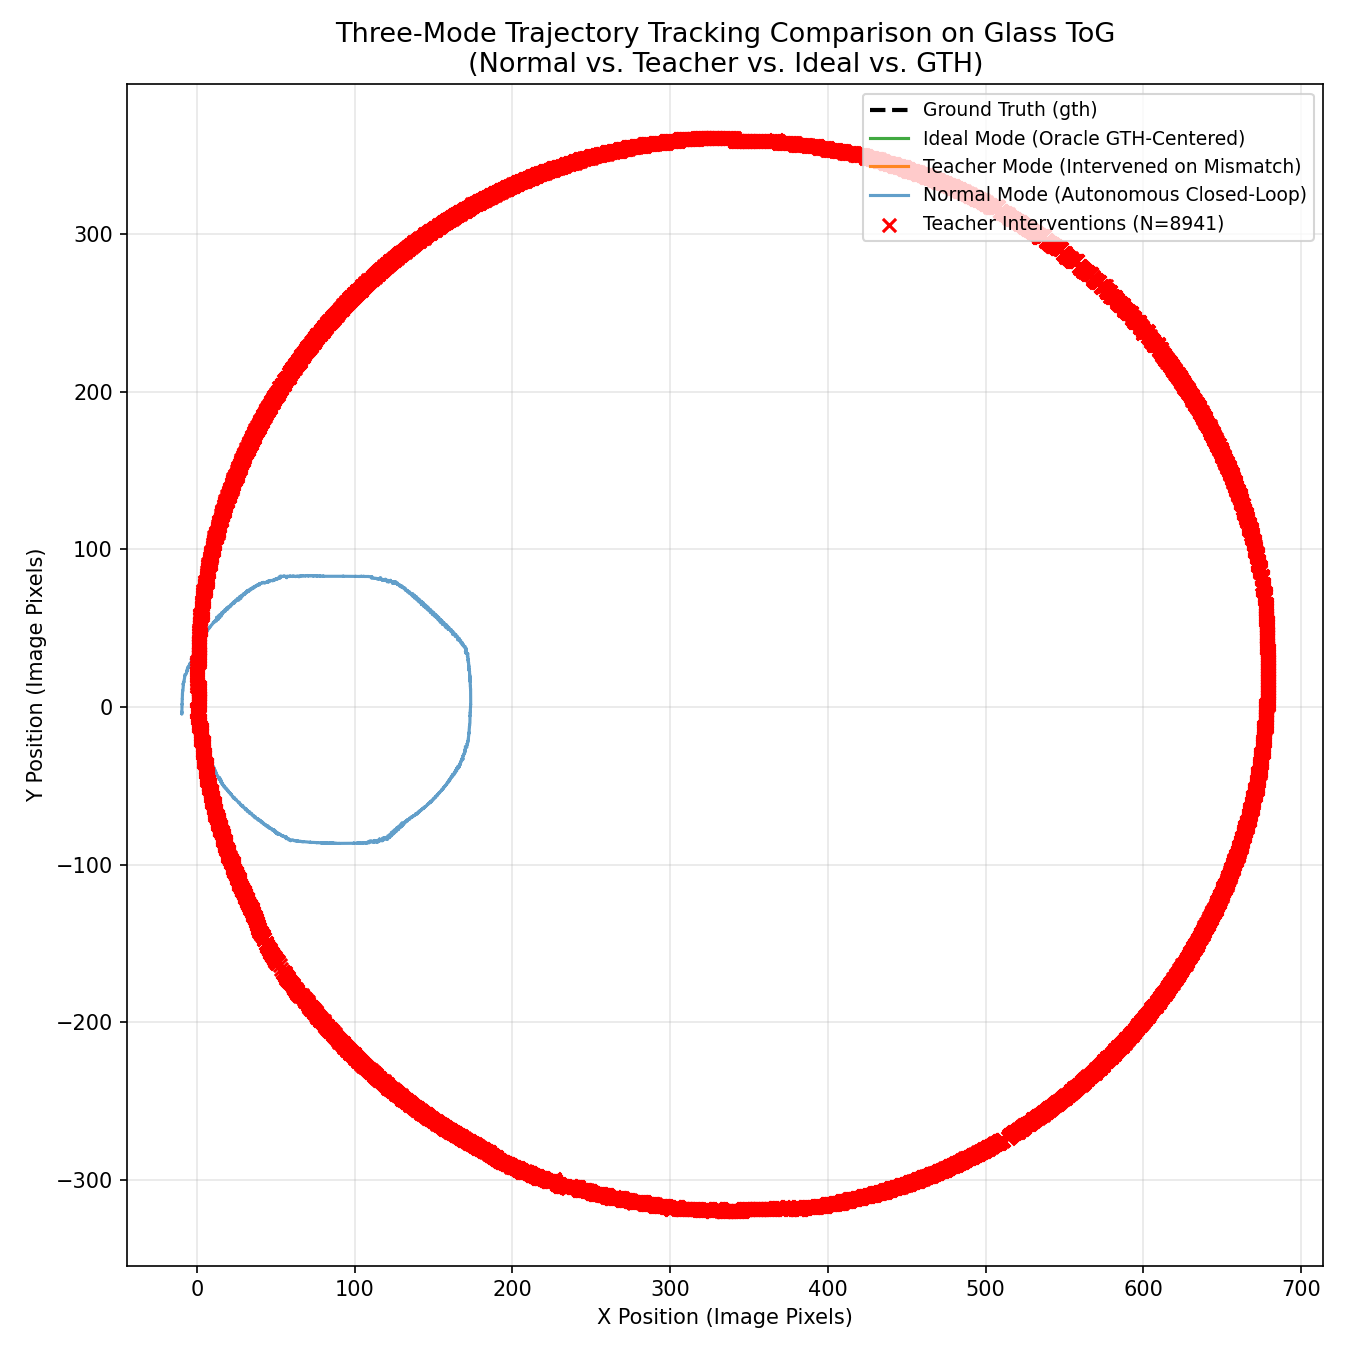 Three-Mode Trajectory Tracking Comparison on Glass ToG
(Normal vs. Teacher vs. Ideal vs. GTH)
Ground Truth (gth)
Ideal Mode (Oracle GTH-Centered)
Teacher Mode (Intervened on Mismatch)
Normal Mode (Autonomous Closed-Loop)
Teacher Interventions (N=8941)
Y Position (Image Pixels)
300
200
100
0
−100
−200
−300
0 100 200 300 400 500 600 700
X Position (Image Pixels)